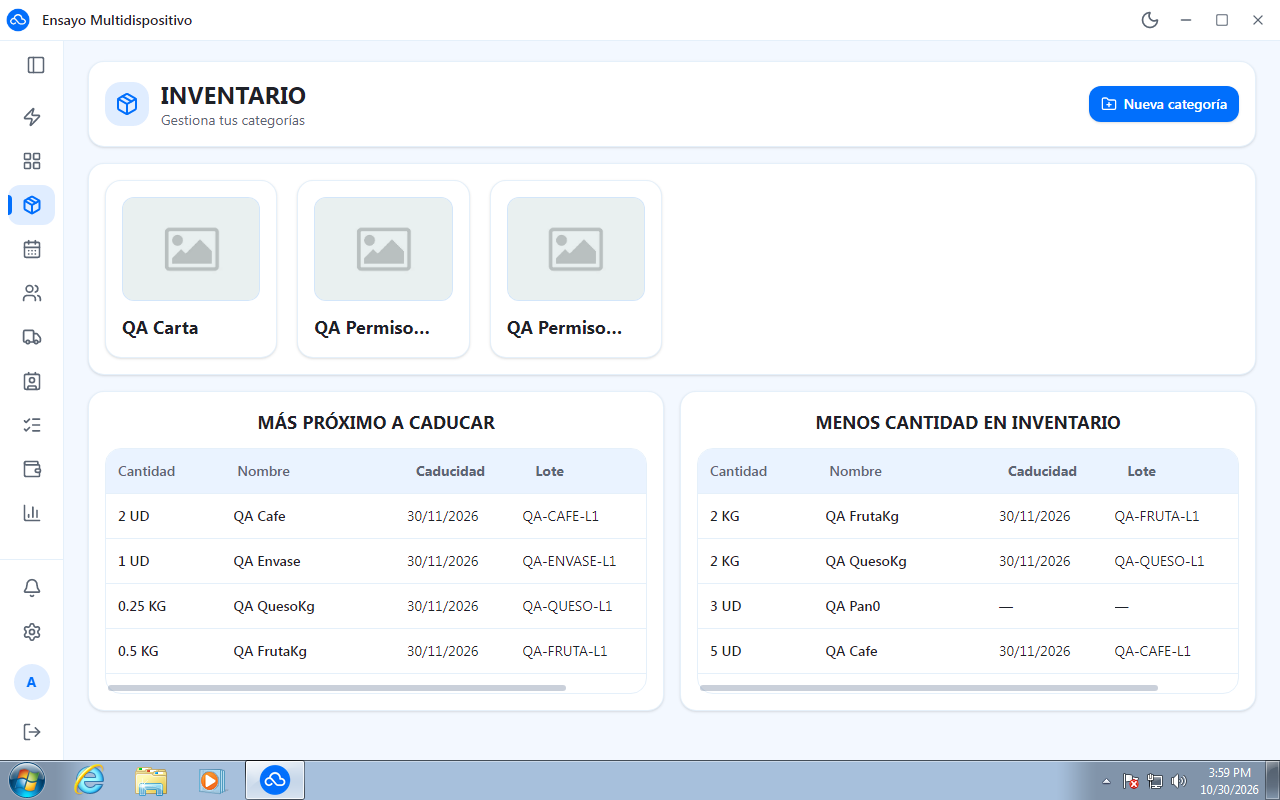 Ensayo Multidispositivo
INVENTARIO
Gestiona tus categorías
Nueva categoría
QA Carta
QA Permiso...
QA Permiso...
MÁS PRÓXIMO A CADUCAR
Cantidad Nombre Caducidad Lote
2 UD QA Cafe 30/11/2026 QA-CAFE-L1
1 UD QA Envase 30/11/2026 QA-ENVASE-L1
0.25 KG QA QuesoKg 30/11/2026 QA-QUESO-L1
0.5 KG QA FrutaKg 30/11/2026 QA-FRUTA-L1
MENOS CANTIDAD EN INVENTARIO
Cantidad Nombre Caducidad Lote
2 KG QA FrutaKg 30/11/2026 QA-FRUTA-L1
2 KG QA QuesoKg 30/11/2026 QA-QUESO-L1
3 UD QA Pan0 — —
5 UD QA Cafe 30/11/2026 QA-CAFE-L1
A
3:59 PM
10/30/2026